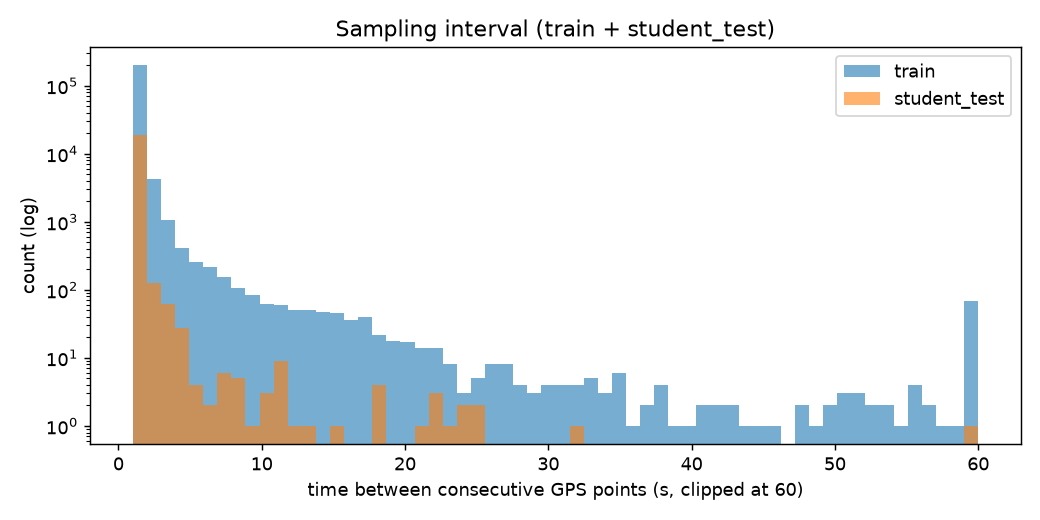 Sampling interval (train + student_test)
train
student_test
count (log)
10⁵
10⁴
10³
10²
10¹
10⁰
0 10 20 30 40 50 60
time between consecutive GPS points (s, clipped at 60)